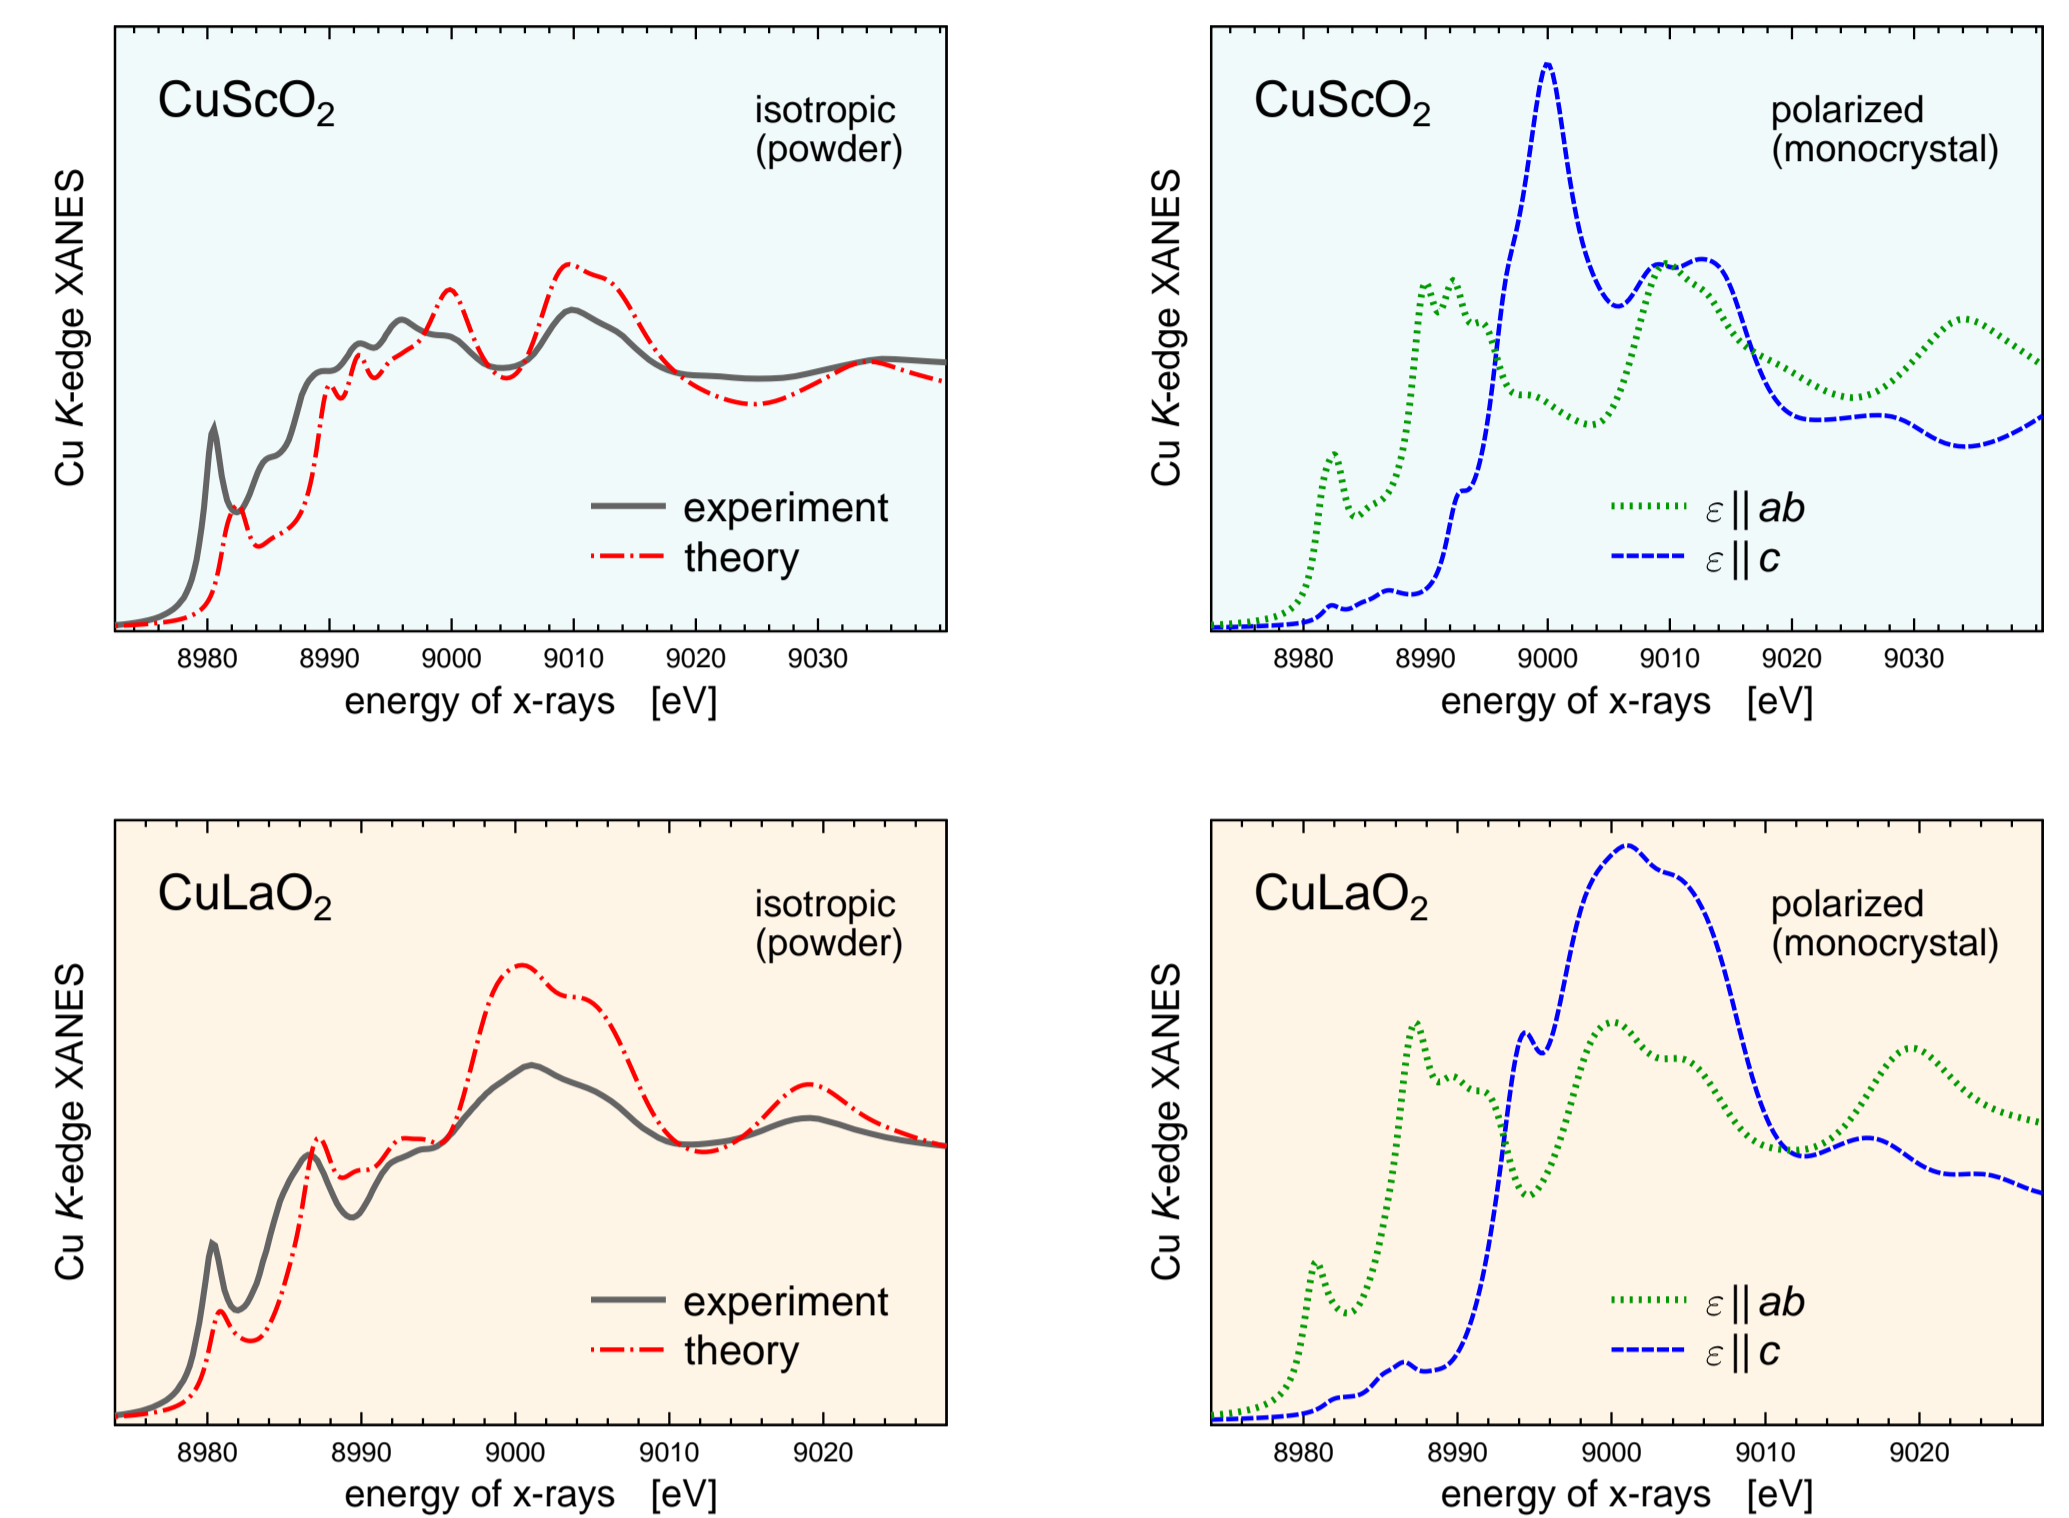 CuScO2
isotropic
(powder)
Cu K-edge XANES
experiment
theory
8980 8990 9000 9010 9020 9030
energy of x-rays [eV]
CuScO2
polarized
(monocrystal)
Cu K-edge XANES
ε || ab
ε || c
8980 8990 9000 9010 9020 9030
energy of x-rays [eV]
CuLaO2
isotropic
(powder)
Cu K-edge XANES
experiment
theory
8980 8990 9000 9010 9020
energy of x-rays [eV]
CuLaO2
polarized
(monocrystal)
Cu K-edge XANES
ε || ab
ε || c
8980 8990 9000 9010 9020
energy of x-rays [eV]